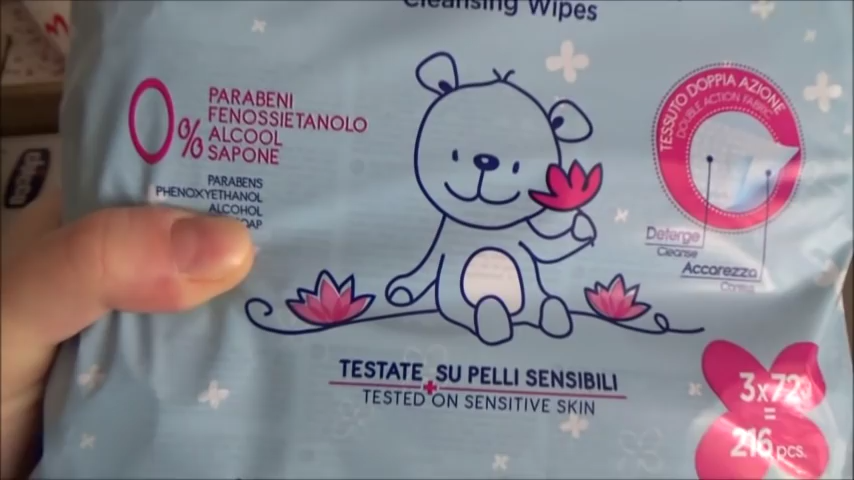 Cleansing Wipes
0%
PARABENI
FENOSSIETANOLO
ALCOOL
SAPONE
PARABENS
PHENOXYETHANOL
ALCOHOL
TESSUTO DOPPIA AZIONE
DOUBLE ACTION FABRIC
Deterge
Cleanse
Accarezza
TESTATE SU PELLI SENSIBILI
TESTED ON SENSITIVE SKIN
3x72
=
216 pcs.
chicco